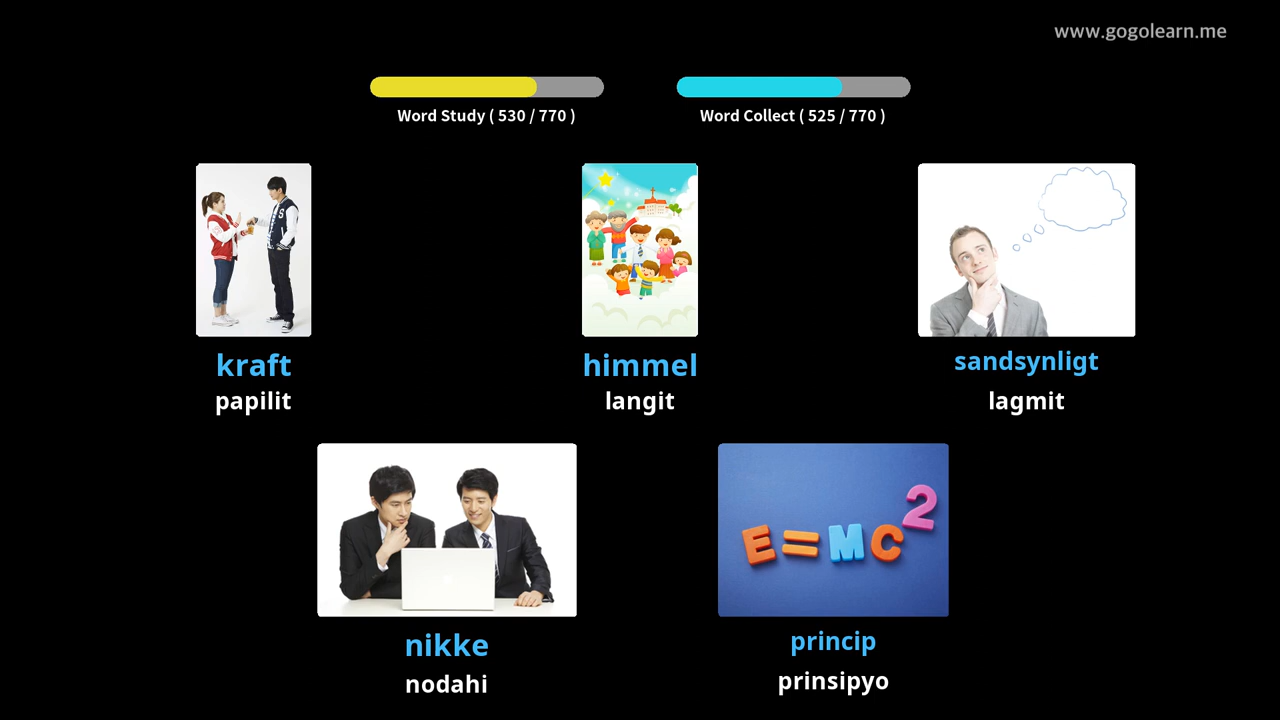 www.gogolearn.me
Word Study ( 530 / 770 )
Word Collect ( 525 / 770 )
kraft
papilit
himmel
langit
sandsynligt
lagmit
nikke
nodahi
E=MC2
princip
prinsipyo